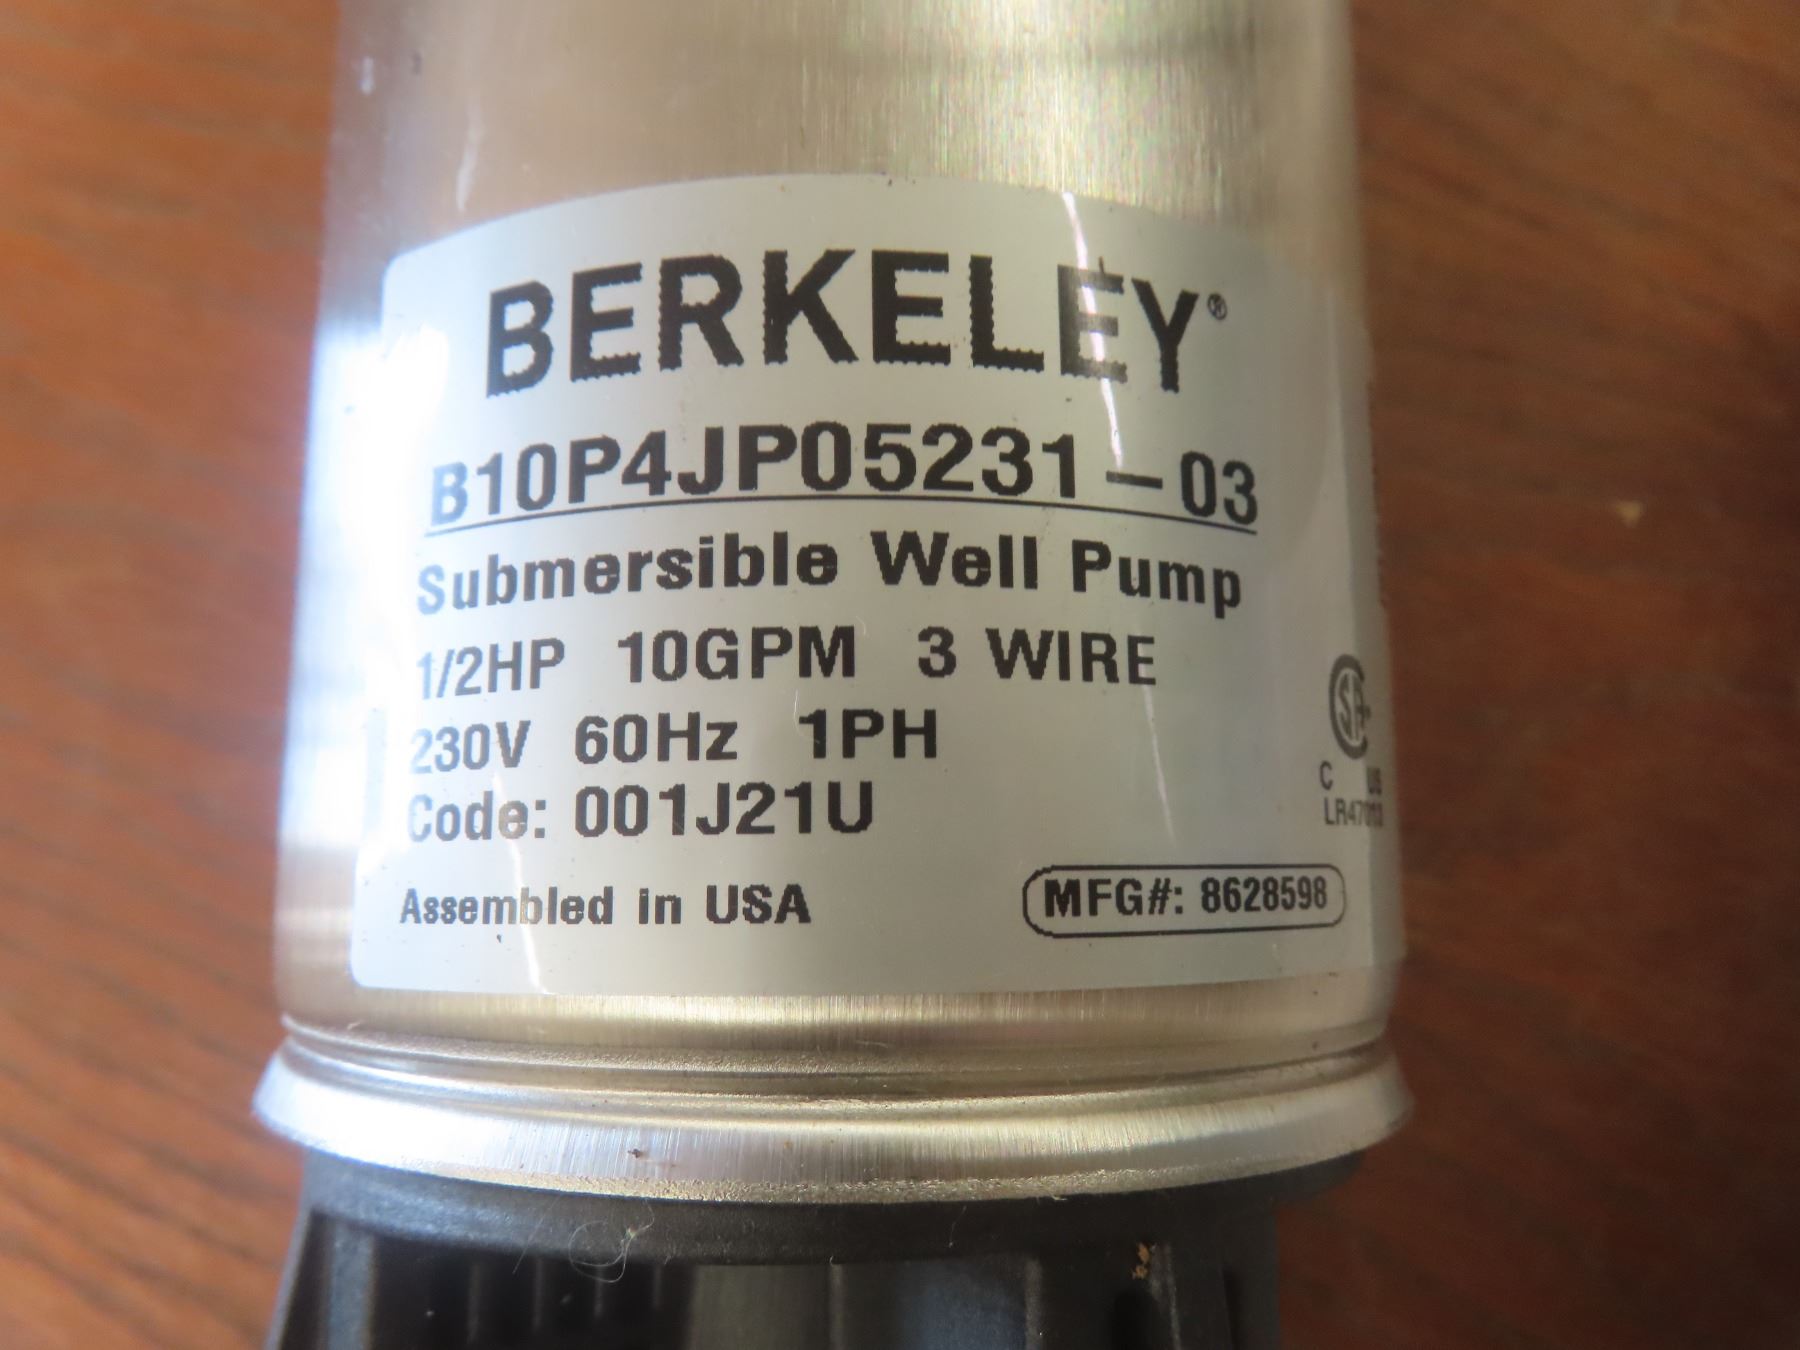 BERKELEY®
B10P4JP05231-03
Submersible Well Pump
1/2HP 10GPM 3 WIRE
230V 60Hz 1PH
Code: 001J21U
Assembled in USA
MFG#: 8628598
C US